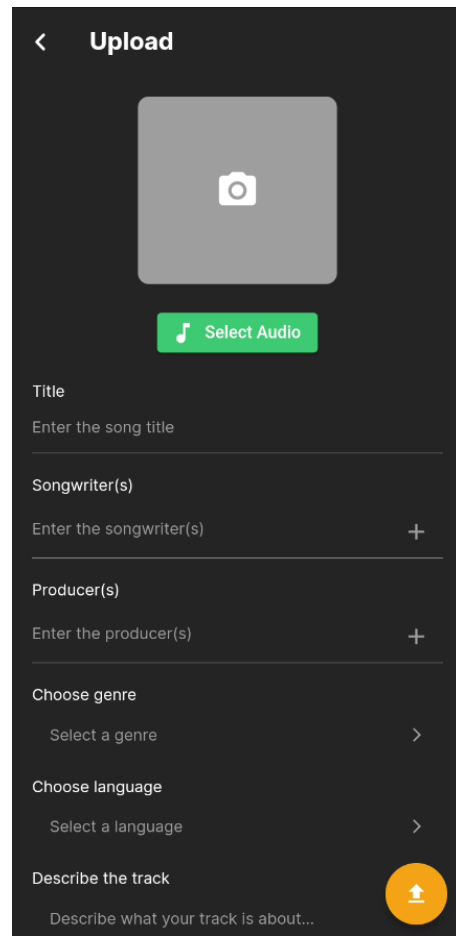 Upload
Select Audio
Title
Enter the song title
Songwriter(s)
Enter the songwriter(s)
Producer(s)
Enter the producer(s)
Choose genre
Select a genre
Choose language
Select a language
Describe the track
Describe what your track is about...